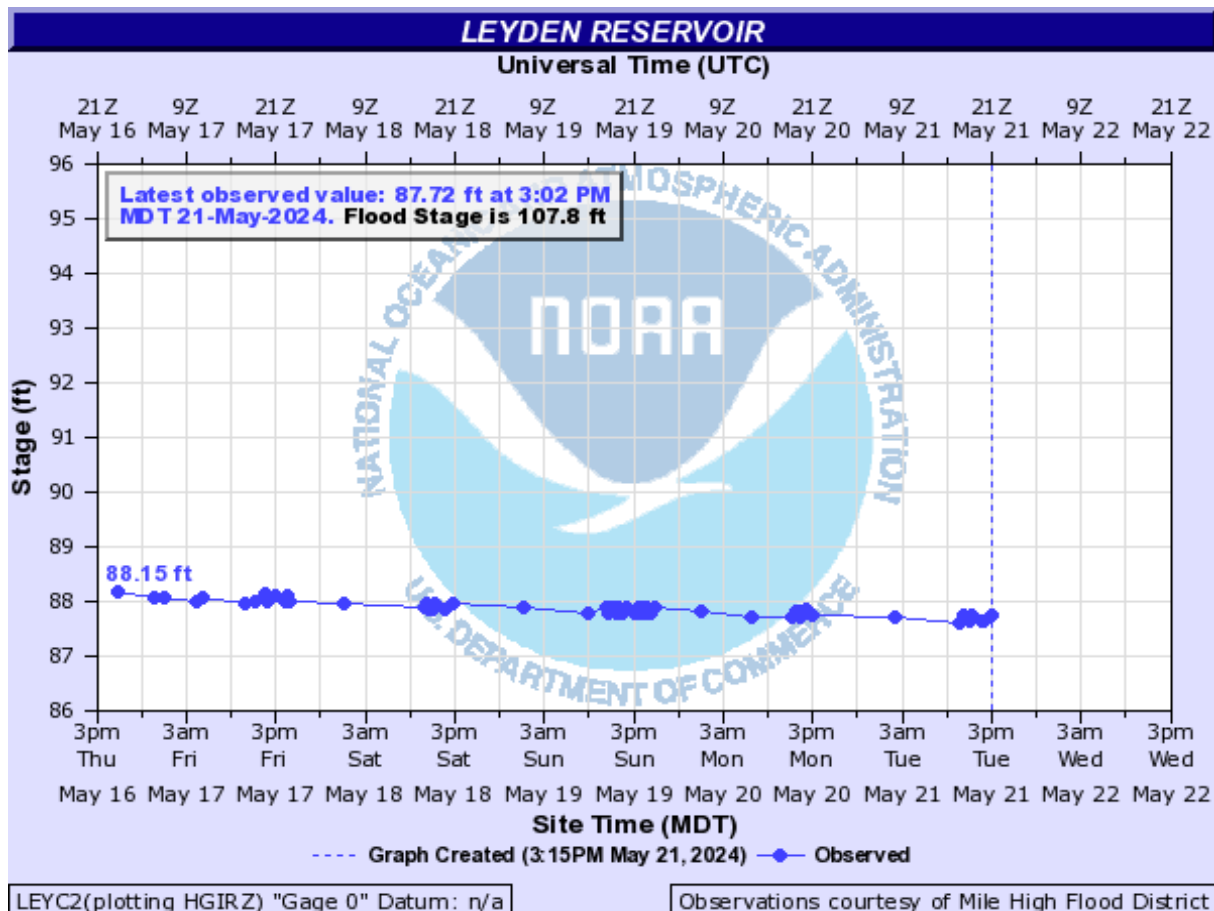 LEYDEN RESERVOIR
Universal Time (UTC)
21Z 9Z 21Z 9Z 21Z 9Z 21Z 9Z 21Z 9Z 21Z 9Z 21Z
May 16 May 17 May 17 May 18 May 18 May 19 May 19 May 20 May 20 May 21 May 21 May 22 May 22
Latest observed value: 87.72 ft at 3:02 PM
MDT 21-May-2024. Flood Stage is 107.8 ft
NATIONAL OCEANIC AND ATMOSPHERIC ADMINISTRATION
NOAA
U.S. DEPARTMENT OF COMMERCE
Stage (ft)
96
95
94
93
92
91
90
89
88
87
86
88.15 ft
3pm 3am 3pm 3am 3pm 3am 3pm 3am 3pm 3am 3pm 3am 3pm
Thu Fri Fri Sat Sat Sun Sun Mon Mon Tue Tue Wed Wed
May 16 May 17 May 17 May 18 May 18 May 19 May 19 May 20 May 20 May 21 May 21 May 22 May 22
Site Time (MDT)
Graph Created (3:15PM May 21, 2024) Observed
LEYC2(plotting HGIRZ) "Gage 0" Datum: n/a
Observations courtesy of Mile High Flood District